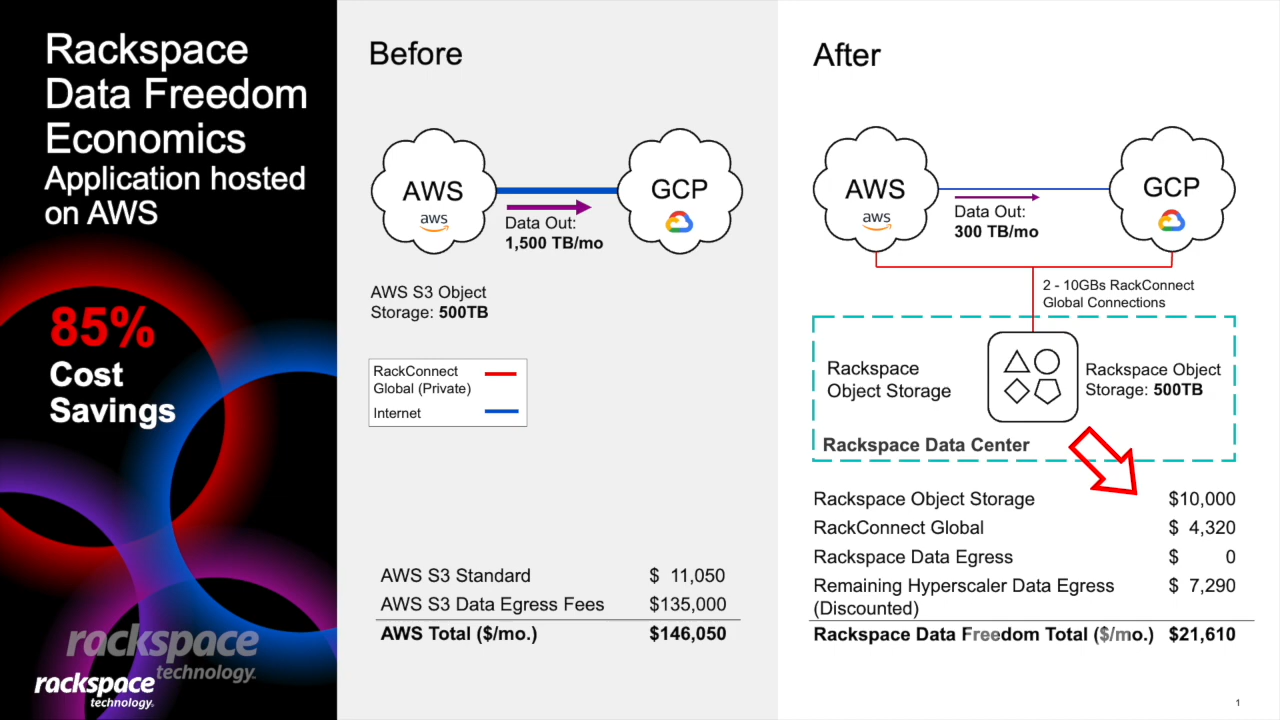 Rackspace
Data Freedom
Economics
Application hosted
on AWS
85%
Cost
Savings
rackspace
technology.
rackspace
technology.
Before
AWS
aws
GCP
Data Out:
1,500 TB/mo
AWS S3 Object
Storage: 500TB
RackConnect
Global (Private)
Internet
AWS S3 Standard $ 11,050
AWS S3 Data Egress Fees $135,000
AWS Total ($/mo.) $146,050
After
AWS
aws
GCP
Data Out:
300 TB/mo
2 - 10GBs RackConnect
Global Connections
Rackspace
Object Storage
Rackspace Object
Storage: 500TB
Rackspace Data Center
Rackspace Object Storage $10,000
RackConnect Global $ 4,320
Rackspace Data Egress $ 0
Remaining Hyperscaler Data Egress $ 7,290
(Discounted)
Rackspace Data Freedom Total ($/mo.) $21,610
1